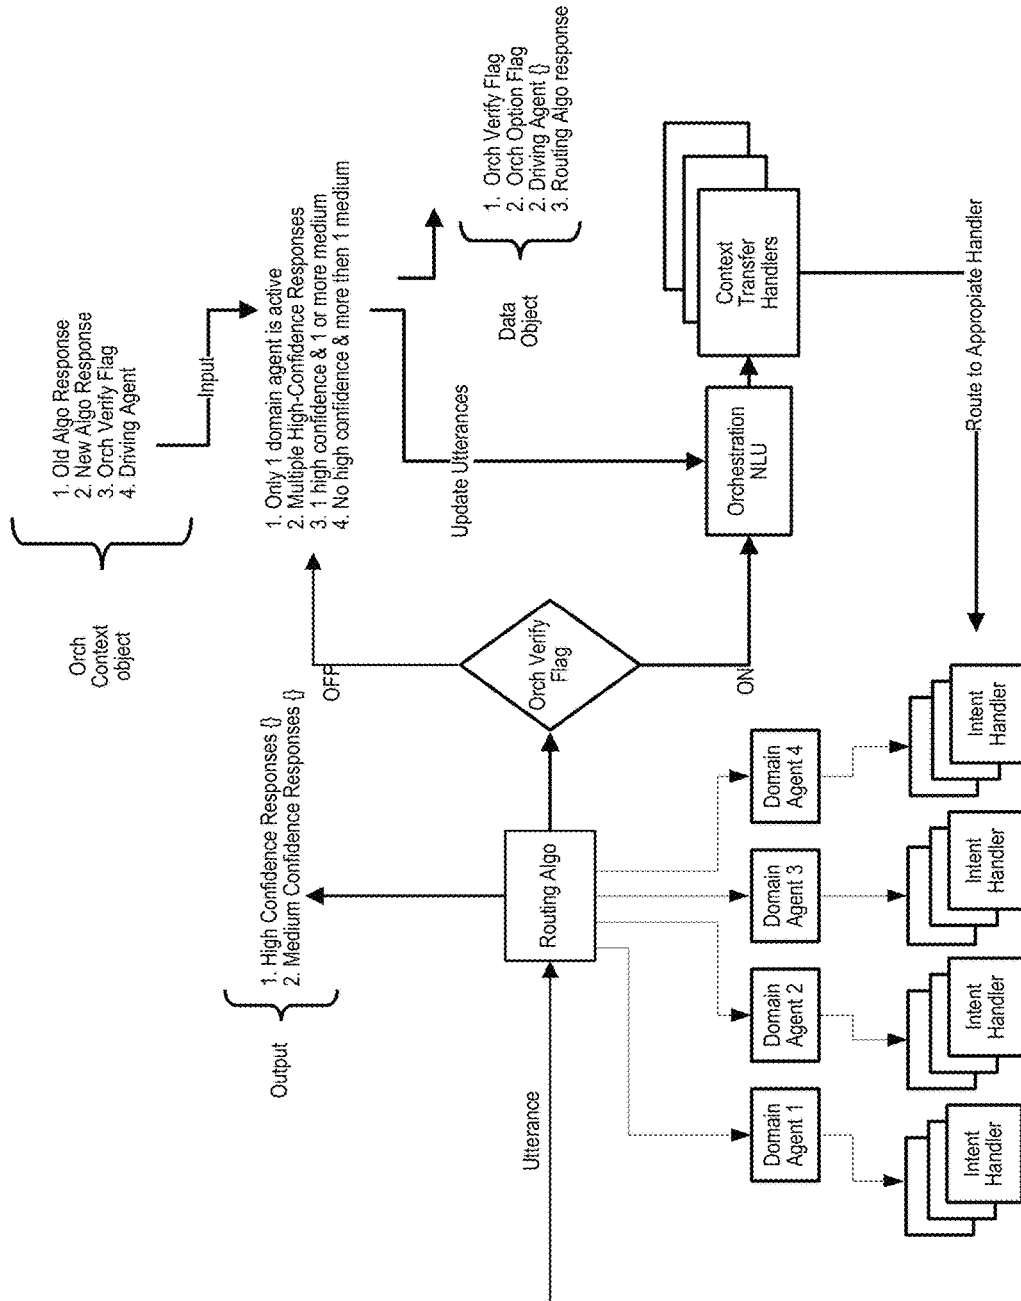 Orch
Context
object
1. Old Algo Response
2. New Algo Response
3. Orch Verify Flag
4. Driving Agent
Input
Output
1. High Confidence Responses {}
2. Medium Confidence Responses {}
OFF
1. Only 1 domain agent is active
2. Multiple High-Confidence Responses
3. 1 high confidence & 1 or more medium
4. No high confidence & more then 1 medium
Update Utterances
Data
Object
1. Orch Verify Flag
2. Orch Option Flag
2. Driving Agent {}
3. Routing Algo response
Utterance
Routing Algo
Orch Verify
Flag
ON
Orchestration
NLU
Context
Transfer
Handlers
Domain
Agent 1
Domain
Agent 2
Domain
Agent 3
Domain
Agent 4
Route to Appropiate Handler
Intent
Handler
Intent
Handler
Intent
Handler
Intent
Handler